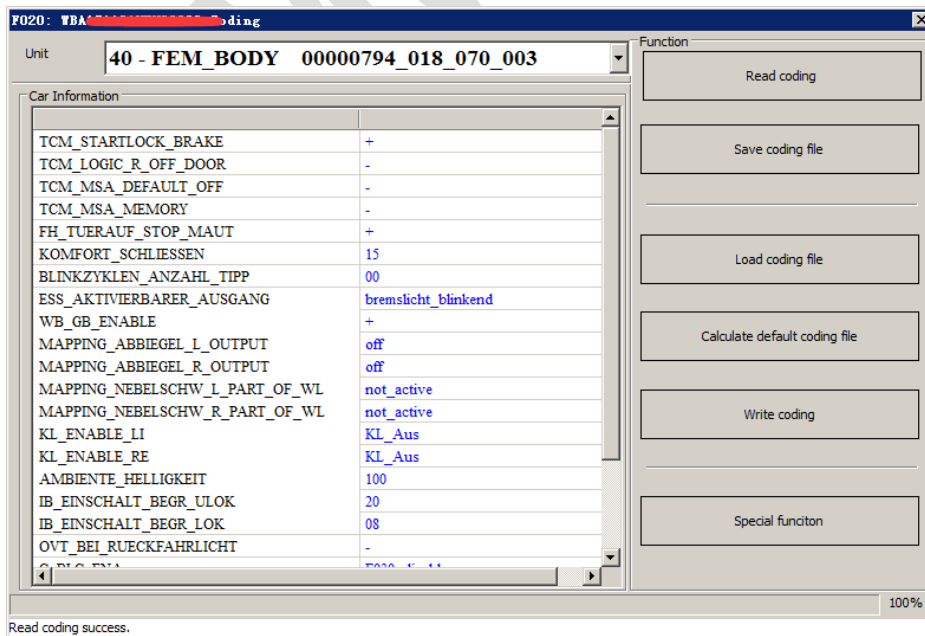 F020: WBA Coding
Unit
40 - FEM_BODY 00000794_018_070_003
Function
Read coding
Car Information
TCM_STARTLOCK_BRAKE +
TCM_LOGIC_R_OFF_DOOR -
TCM_MSA_DEFAULT_OFF -
TCM_MSA_MEMORY -
FH_TUERAUF_STOP_MAUT +
KOMFORT_SCHLIESSEN 15
BLINKZYKLEN_ANZAHL_TIPP 00
ESS_AKTIVIERBARER_AUSGANG bremslicht_blinkend
WB_GB_ENABLE +
MAPPING_ABBIEGEL_L_OUTPUT off
MAPPING_ABBIEGEL_R_OUTPUT off
MAPPING_NEBELSCHW_L_PART_OF_WL not_active
MAPPING_NEBELSCHW_R_PART_OF_WL not_active
KL_ENABLE_LI KL_Aus
KL_ENABLE_RE KL_Aus
AMBIENTE_HELLIGKEIT 100
IB_EINSCHALT_BEGR_ULOK 20
IB_EINSCHALT_BEGR_LOK 08
OVT_BEI_RUECKFAHRLICHT -
Save coding file
Load coding file
Calculate default coding file
Write coding
Special funciton
100%
Read coding success.